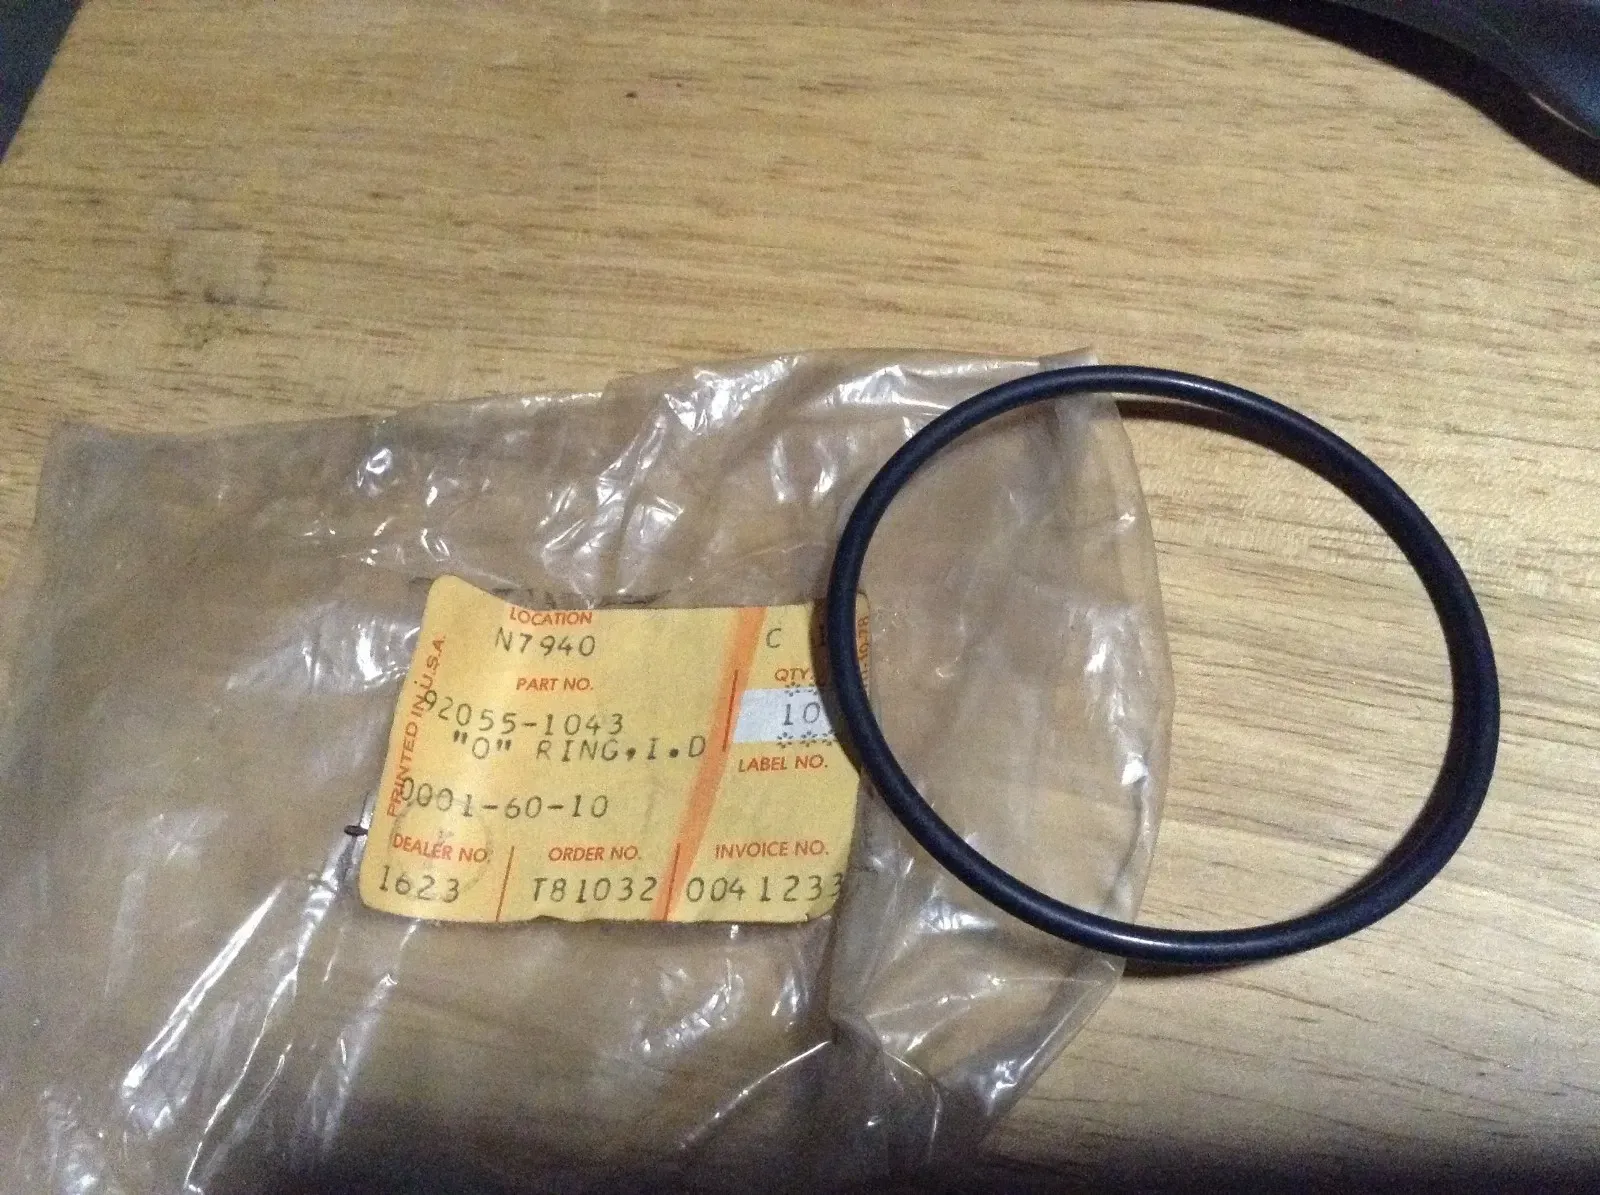 LOCATION
N7940
C
PART NO.
QTY.
92055-1043
10
"O" RING,I.D
LABEL NO.
0001-60-10
DEALER NO.
ORDER NO.
INVOICE NO.
1623
T81032
0041233
PRINTED IN U.S.A.